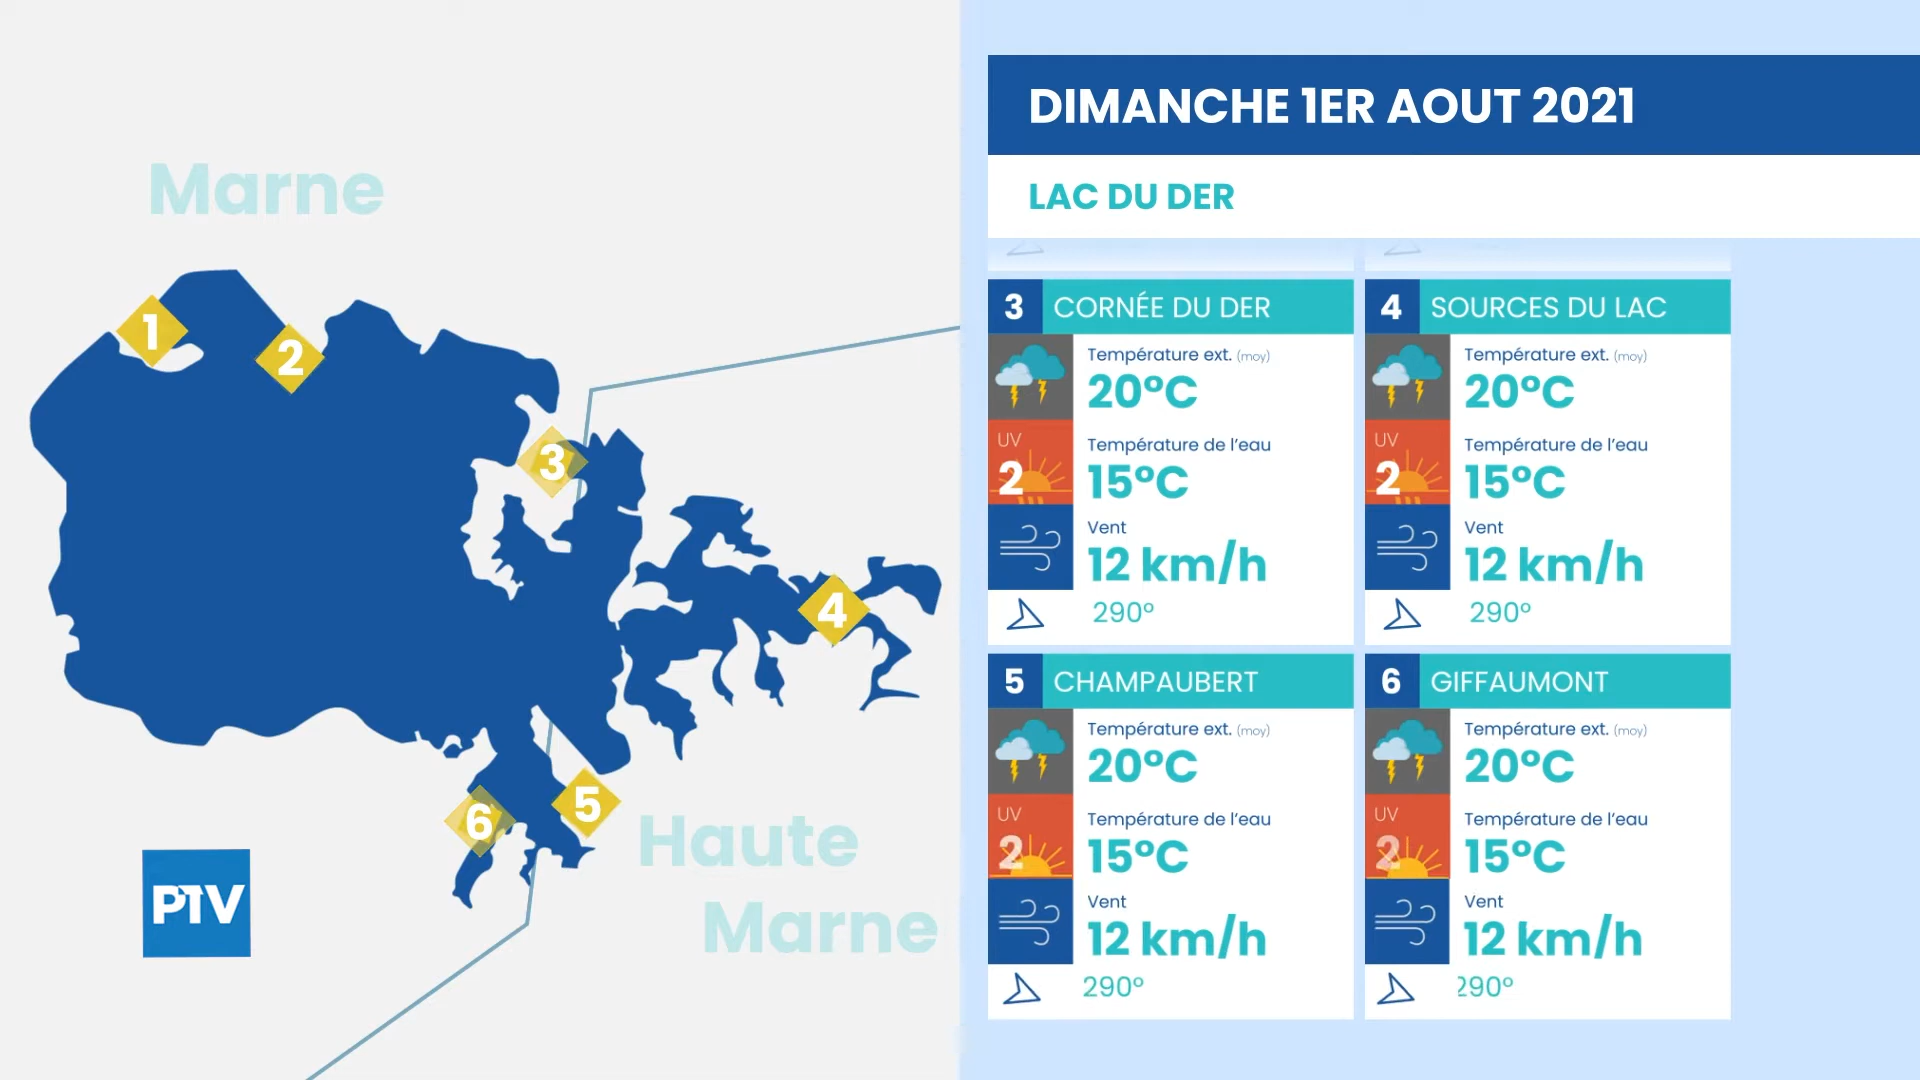 Marne
1
2
3
4
5
6
Haute
Marne
PTV
DIMANCHE 1ER AOUT 2021
LAC DU DER
3 CORNÉE DU DER
Température ext. (moy)
20°C
UV
2
Température de l'eau
15°C
Vent
12 km/h
290°
4 SOURCES DU LAC
Température ext. (moy)
20°C
UV
2
Température de l'eau
15°C
Vent
12 km/h
290°
5 CHAMPAUBERT
Température ext. (moy)
20°C
UV
2
Température de l'eau
15°C
Vent
12 km/h
290°
6 GIFFAUMONT
Température ext. (moy)
20°C
UV
2
Température de l'eau
15°C
Vent
12 km/h
290°